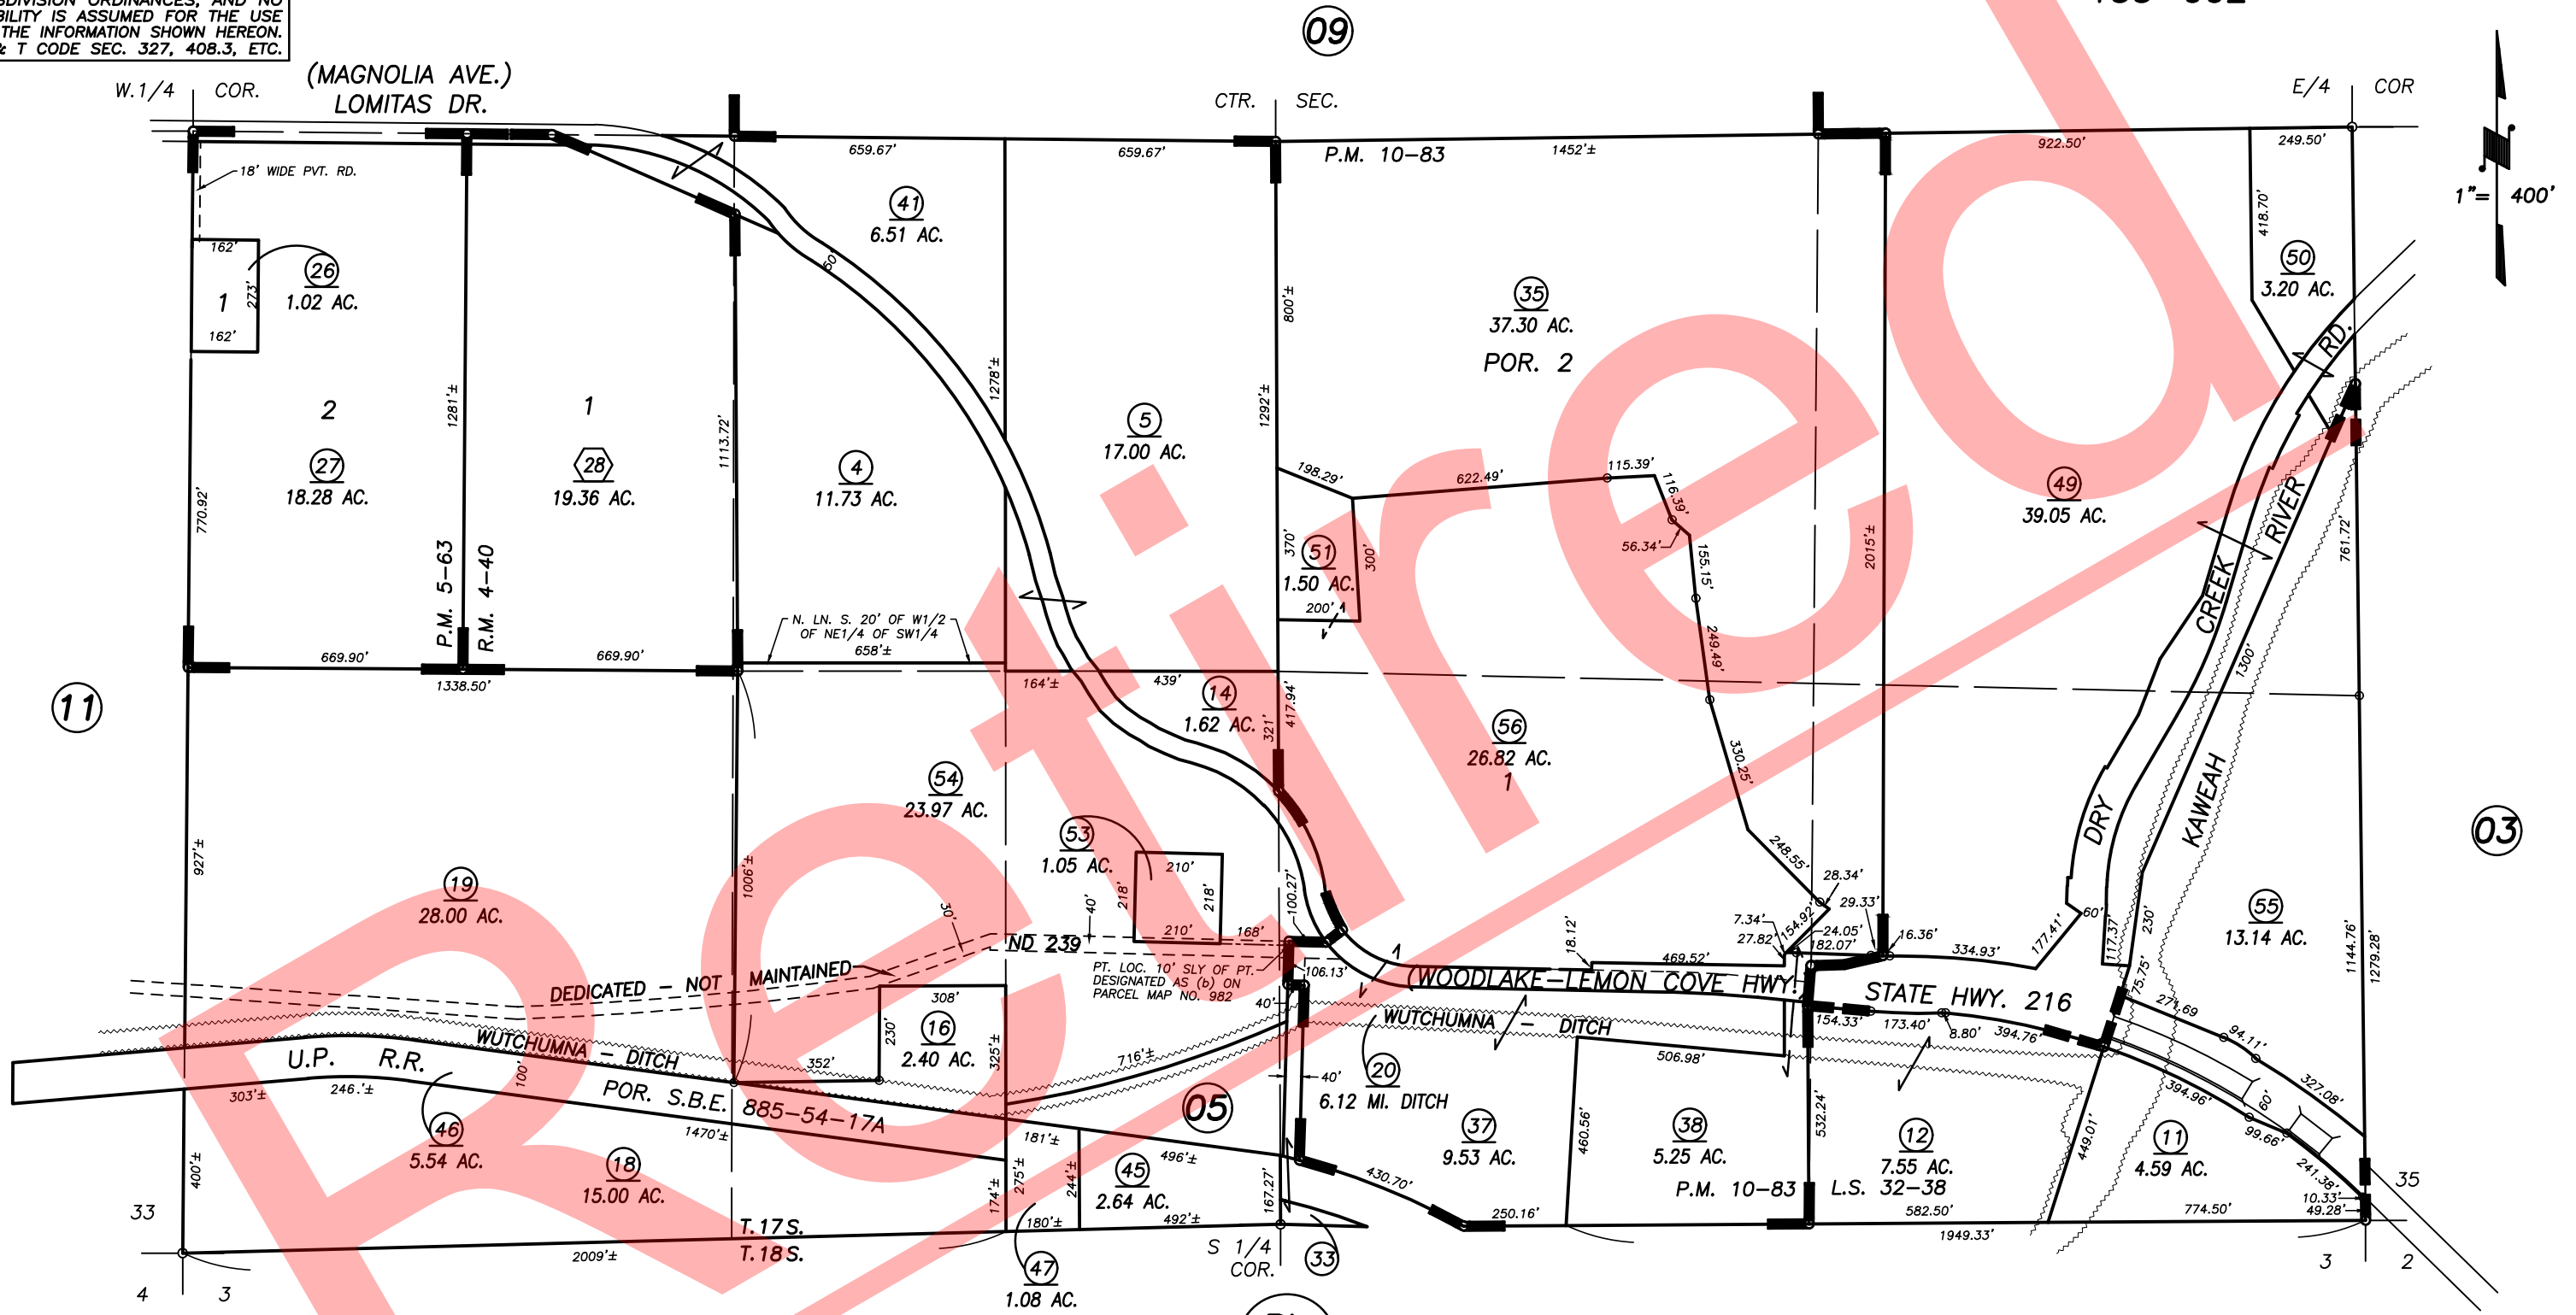 BDIVISION ORDINANCES, AND NO
BILITY IS ASSUMED FOR THE USE
THE INFORMATION SHOWN HEREON.
& T CODE SEC. 327, 408.3, ETC.
09
W.1/4 COR.
(MAGNOLIA AVE.)
LOMITAS DR.
CTR. SEC.
E/4 COR
1"= 400'
659.67'
659.67'
P.M. 10-83
1452'±
922.50'
249.50'
18' WIDE PVT. RD.
162'
26
1.02 AC.
1
273'
162'
41
6.51 AC.
60'
418.70'
50
3.20 AC.
35
37.30 AC.
POR. 2
800'±
RD.
2
27
18.28 AC.
1281'±
1
28
19.36 AC.
1113.72'
4
11.73 AC.
1278'±
5
17.00 AC.
1292'±
770.92'
P.M. 5-63
R.M. 4-40
198.29'
622.49'
115.39'
116.39'
56.34'
155.15'
249.49'
370'
51
1.50 AC.
300'
200'
2015'±
49
39.05 AC.
RIVER
CREEK
761.72'
1300'
N. LN. S. 20' OF W1/2
OF NE1/4 OF SW1/4
658'±
669.90'
669.90'
1338.50'
164'±
439'
14
1.62 AC.
321'
417.94'
56
26.82 AC.
1
330.25'
11
54
23.97 AC.
53
1.05 AC.
210'
218'
218'
210'
168'
100.27'
248.55'
28.34'
29.33'
7.34'
154.92'
24.05'
27.82'
182.07'
16.36'
334.93'
177.41'
60'
117.37'
230'
DRY
KAWEAH
03
927'±
19
28.00 AC.
1006'±
30'
40'
ND 239
18.12'
469.52'
55
13.14 AC.
1144.76'
1279.28'
DEDICATED - NOT MAINTAINED
PT. LOC. 10' SLY OF PT.
DESIGNATED AS (b) ON
PARCEL MAP NO. 982
106.13'
(WOODLAKE-LEMON COVE HWY.)
STATE HWY. 216
75.75'
271.69
94.11'
327.08'
308'
230'
16
2.40 AC.
325'±
352'
716'±
40'
WUTCHUMNA - DITCH
WUTCHUMNA - DITCH
154.33'
173.40'
8.80'
394.76'
506.98'
U.P. R.R.
100'
303'±
246.'±
POR. S.B.E. 885-54-17A
05
40'
20
6.12 MI. DITCH
460.56'
532.24'
394.96'
60'
99.66'
241.38'
46
5.54 AC.
1470'±
181'±
496'±
37
9.53 AC.
38
5.25 AC.
12
7.55 AC.
449.01'
11
4.59 AC.
400'±
18
15.00 AC.
174'±
275'±
244'±
45
2.64 AC.
167.27'
430.70'
P.M. 10-83
L.S. 32-38
35
10.33'
49.28'
33
T.17S.
T.18S.
180'±
492'±
250.16'
582.50'
774.50'
1949.33'
2009'±
S 1/4
COR.
33
47
1.08 AC.
4 3
3 2
Retired